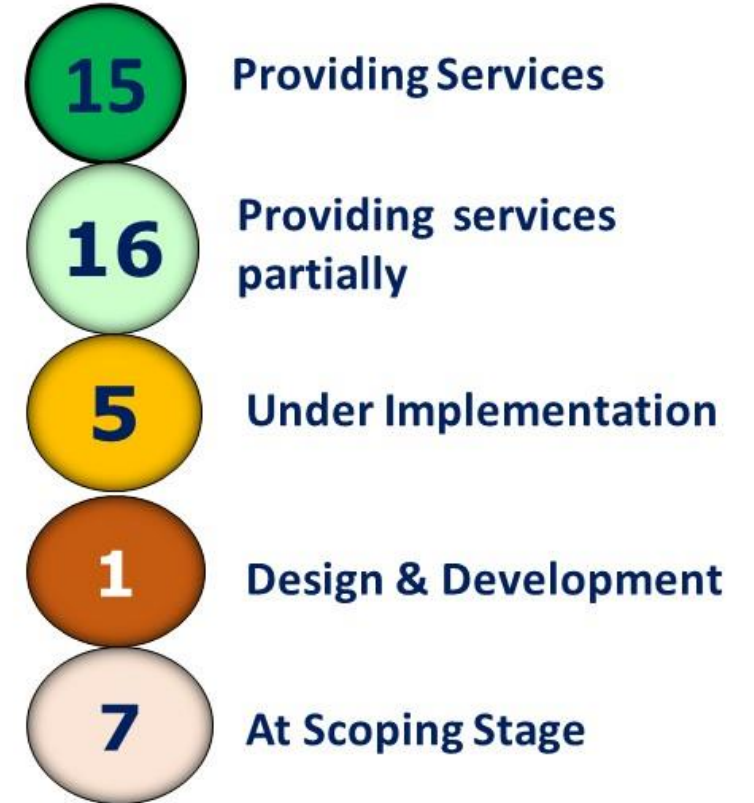 15 Providing Services
16 Providing services
partially
5 Under Implementation
1 Design & Development
7 At Scoping Stage